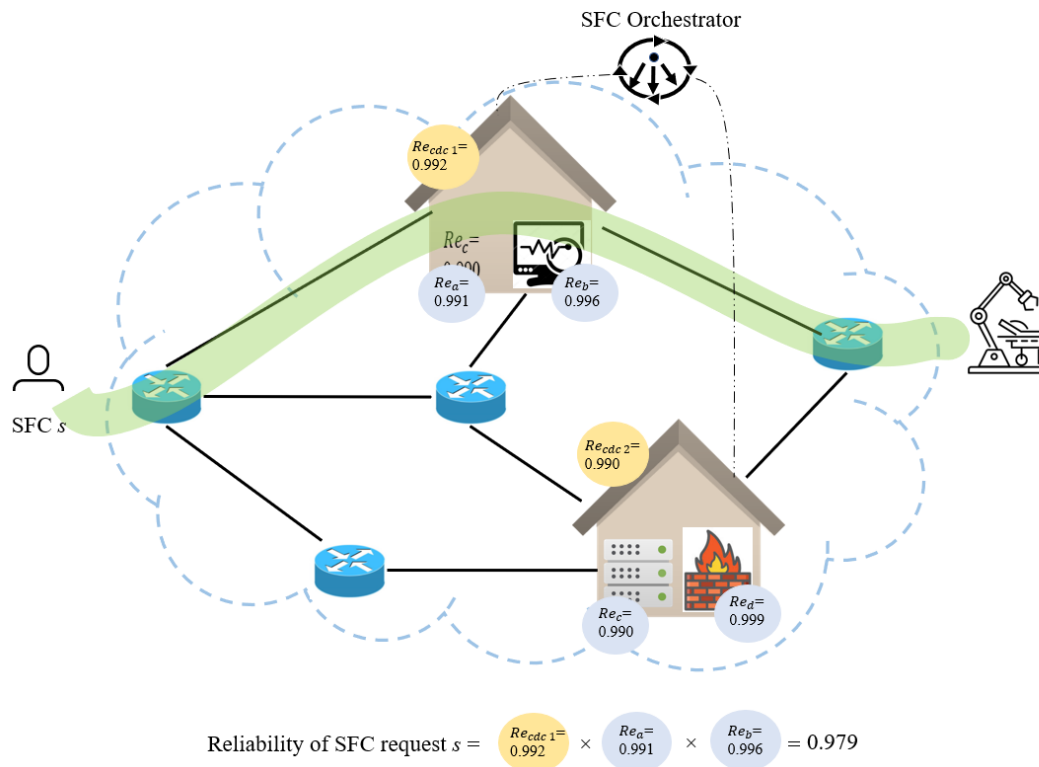 SFC Orchestrator
Re_cdc 1=
0.992
Re_c=
Re_a=
0.991
Re_b=
0.996
SFC s
Re_cdc 2=
0.990
Re_c=
0.990
Re_d=
0.999
Reliability of SFC request s = Re_cdc 1= 0.992 × Re_a= 0.991 × Re_b= 0.996 = 0.979